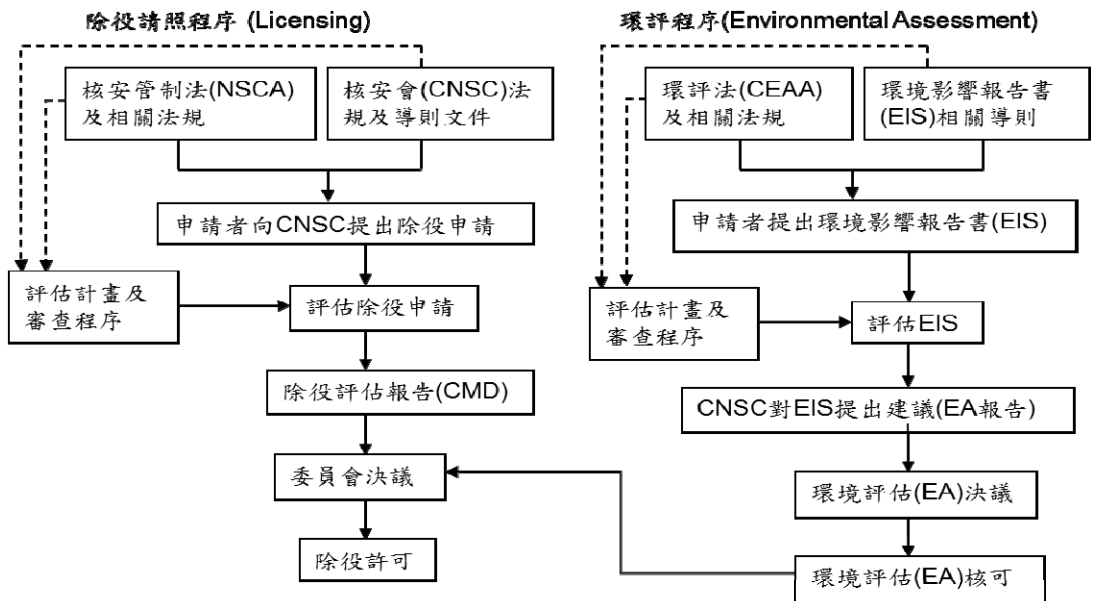 除役請照程序 (Licensing)
核安管制法(NSCA)
及相關法規
核安會(CNSC)法
規及導則文件
申請者向CNSC提出除役申請
評估計畫及
審查程序
評估除役申請
除役評估報告(CMD)
委員會決議
除役許可
環評程序(Environmental Assessment)
環評法(CEAA)
及相關法規
環境影響報告書
(EIS)相關導則
申請者提出環境影響報告書(EIS)
評估計畫及
審查程序
評估EIS
CNSC對EIS提出建議(EA報告)
環境評估(EA)決議
環境評估(EA)核可